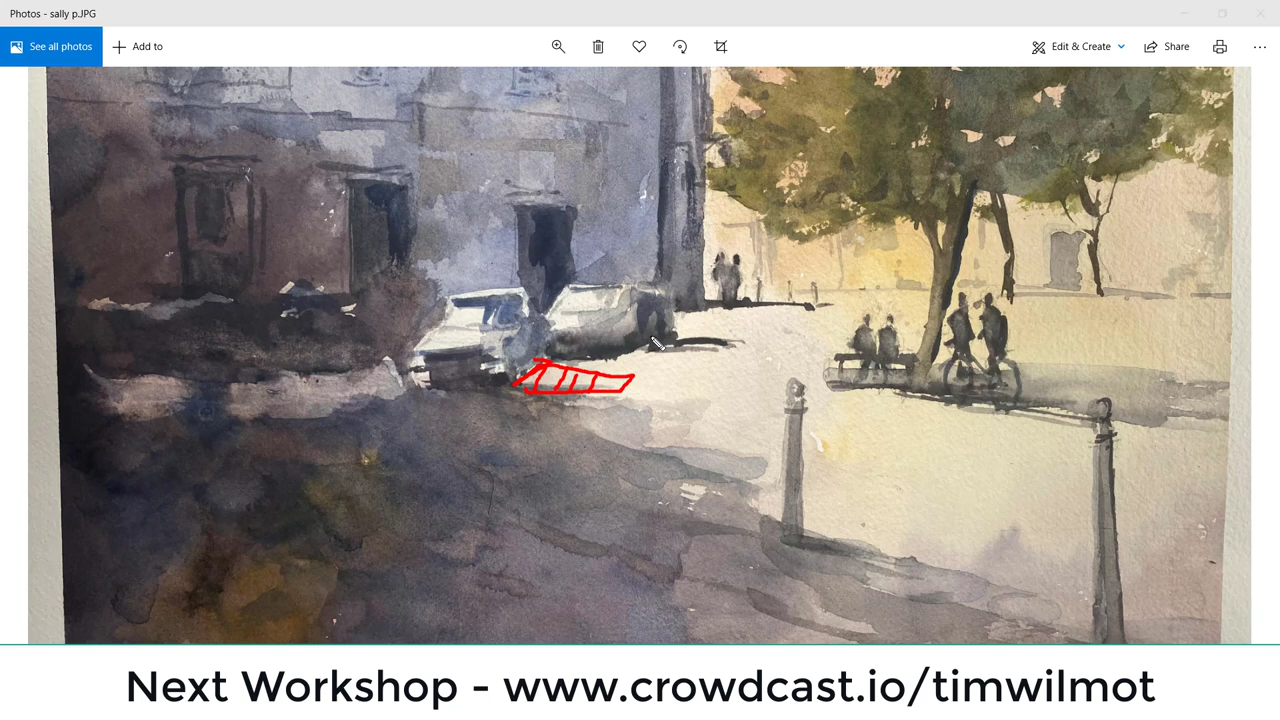 Photos - sally p.JPG
See all photos
Add to
Edit & Create
Share
Next Workshop - www.crowdcast.io/timwilmot